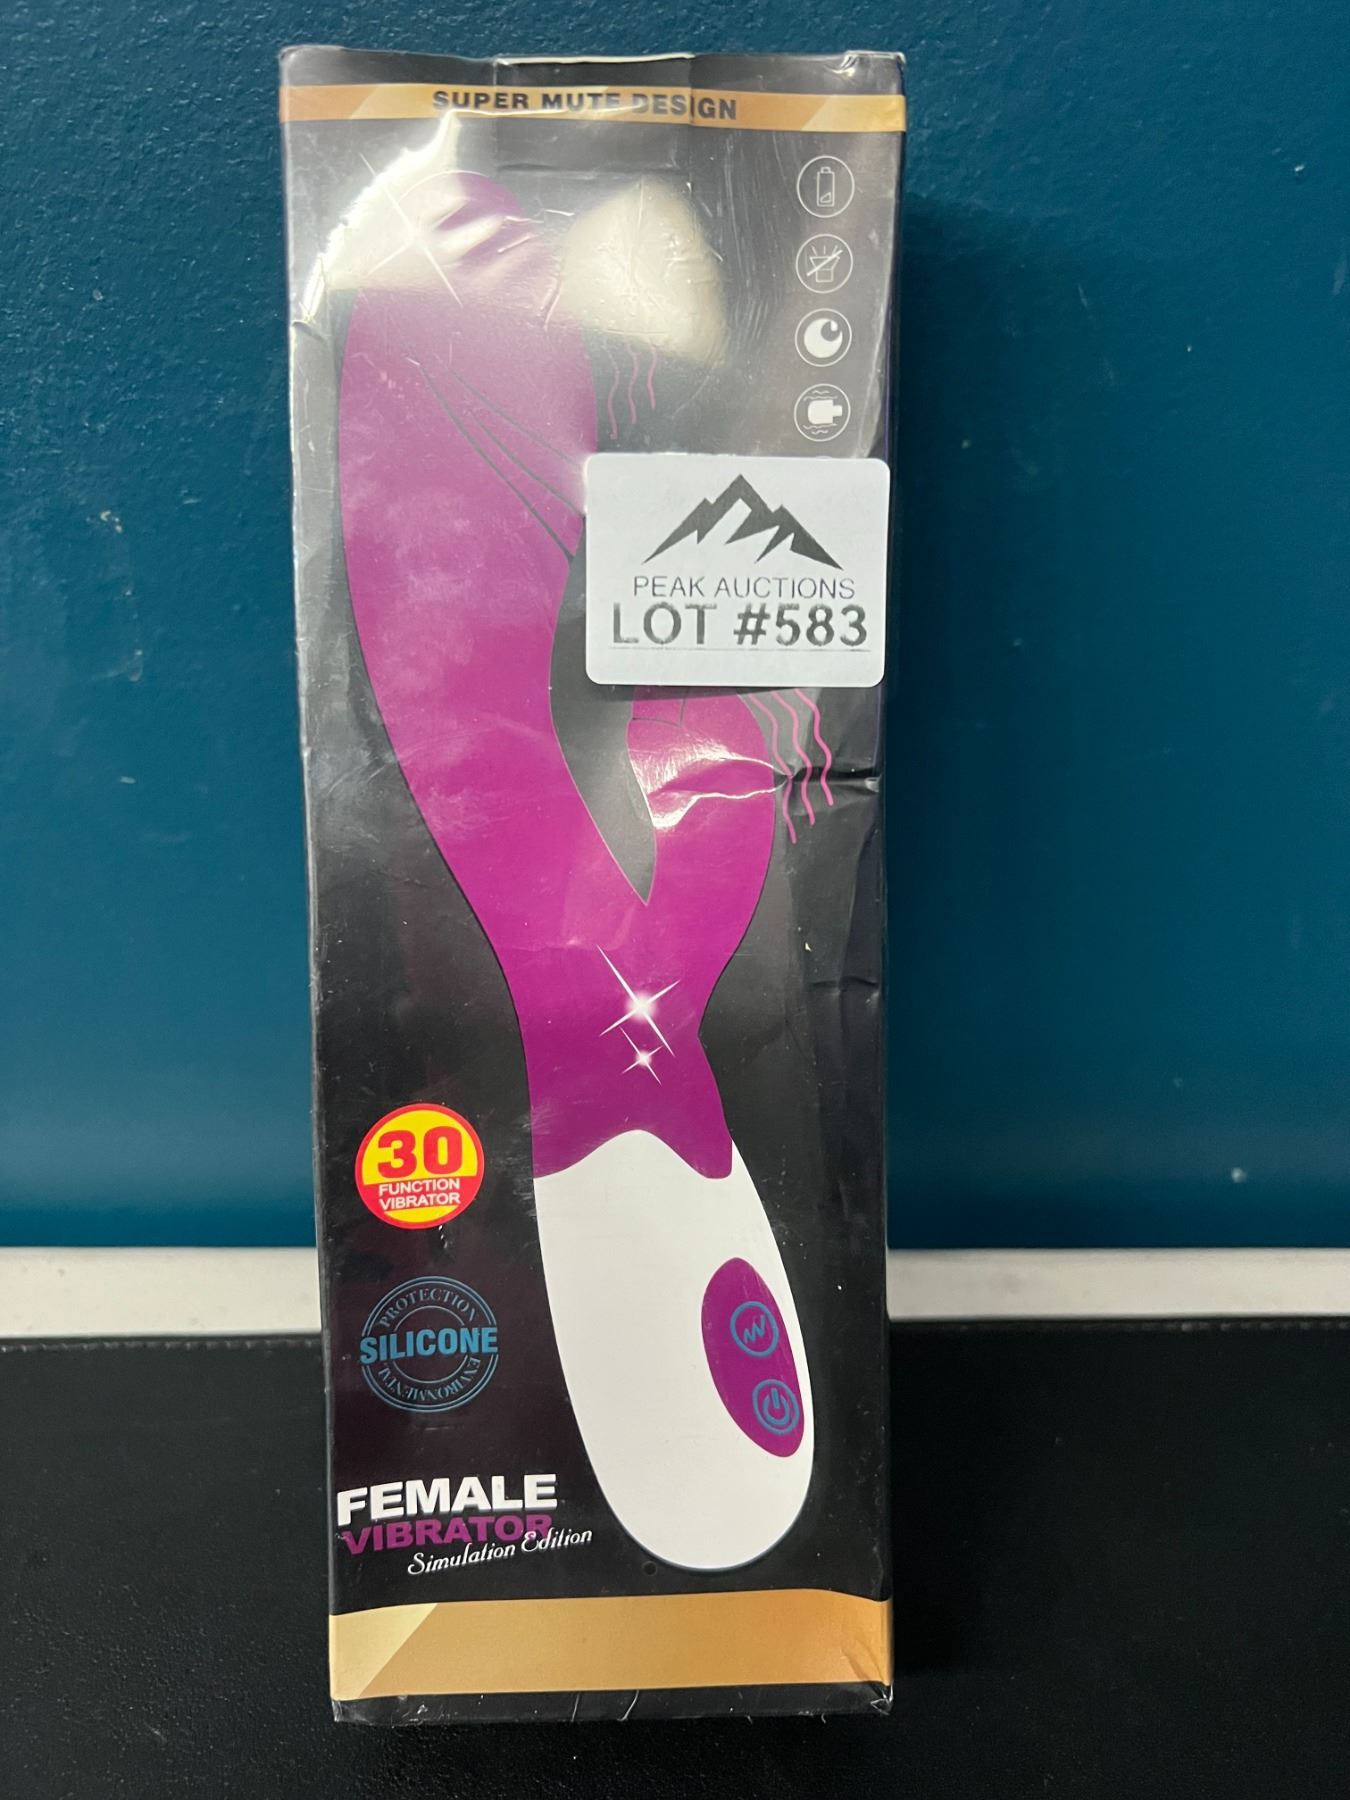 SUPER MUTE DESIGN
PEAK AUCTIONS
LOT #583
30
FUNCTION
VIBRATOR
PROTECTION
SILICONE
ENVIRONMENTAL
FEMALE
VIBRATOR
Simulation Edition